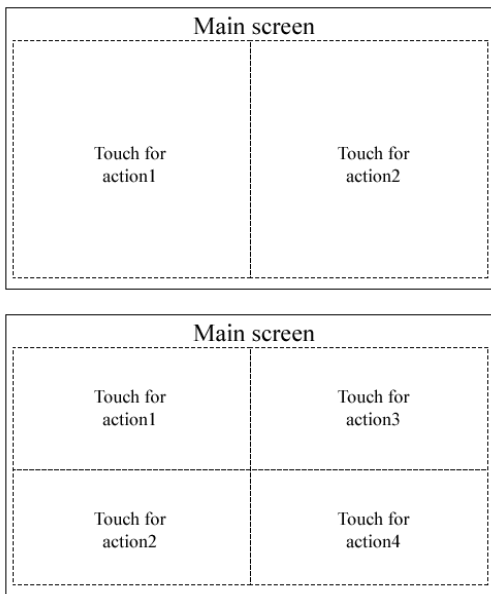 Main screen
Touch for
action1
Touch for
action2
Main screen
Touch for
action1
Touch for
action3
Touch for
action2
Touch for
action4